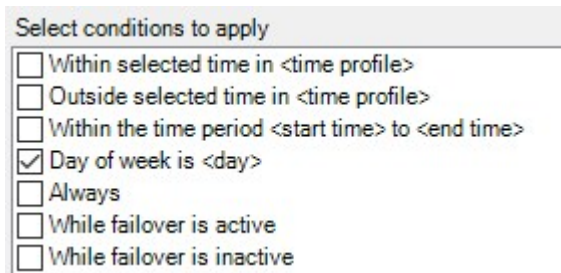 Select conditions to apply
Within selected time in <time profile>
Outside selected time in <time profile>
Within the time period <start time> to <end time>
Day of week is <day>
Always
While failover is active
While failover is inactive